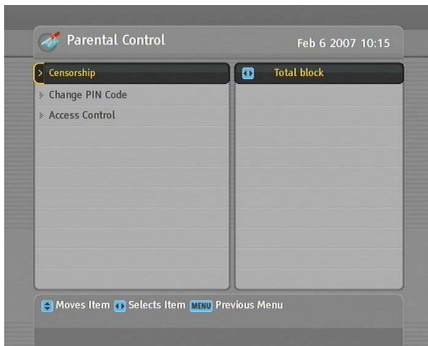 Parental Control
Feb 6 2007 10:15
Censorship
Total block
Change PIN Code
Access Control
Moves Item Selects Item MENU Previous Menu